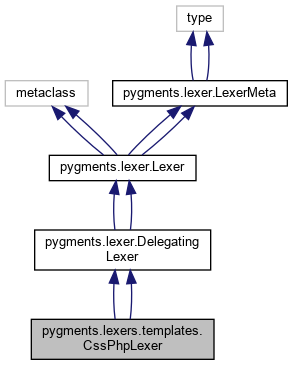 type
metaclass
pygments.lexer.LexerMeta
pygments.lexer.Lexer
pygments.lexer.Delegating
Lexer
pygments.lexers.templates.
CssPhpLexer